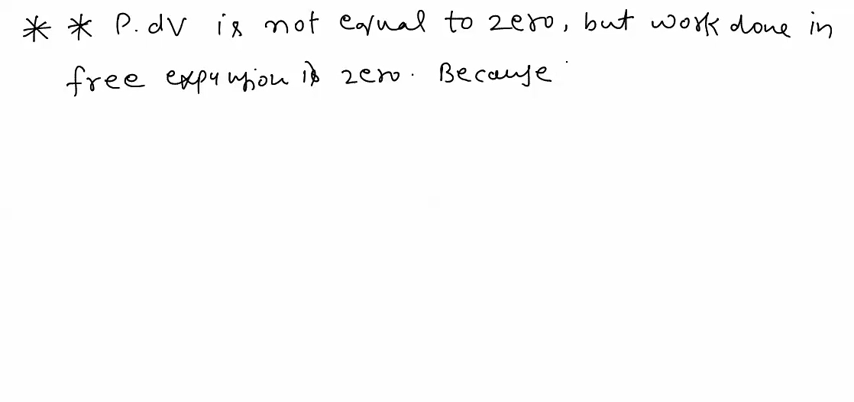 * * P.dV is not equal to zero, but work done in
free expansion is zero. Because